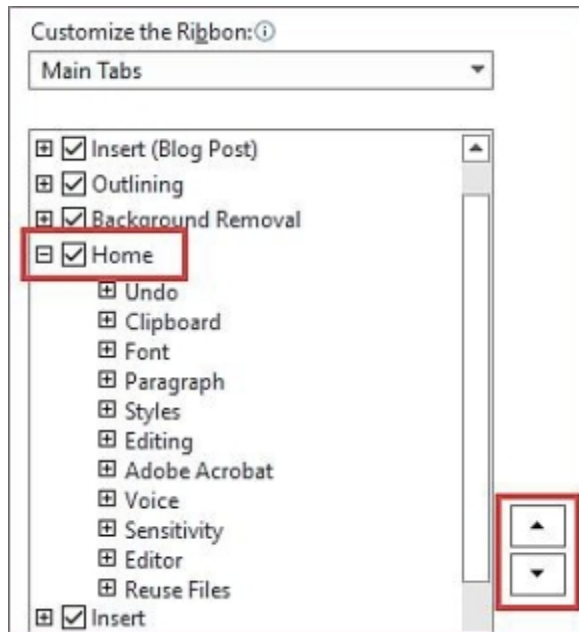 Customize the Ribbon:
Main Tabs
Insert (Blog Post)
Outlining
Background Removal
Home
Undo
Clipboard
Font
Paragraph
Styles
Editing
Adobe Acrobat
Voice
Sensitivity
Editor
Reuse Files
Insert